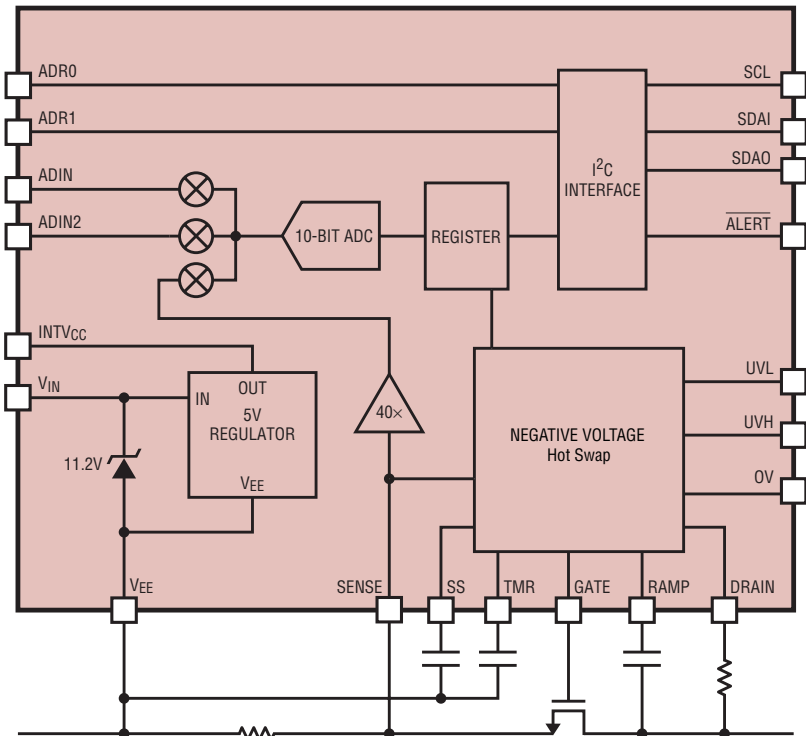 ADR0
SCL
ADR1
SDAI
SDAO
ADIN
I2C
INTERFACE
ADIN2
10-BIT ADC
REGISTER
ALERT
INTVCC
VIN
OUT
IN
5V
REGULATOR
VEE
11.2V
40×
NEGATIVE VOLTAGE
Hot Swap
UVL
UVH
OV
VEE
SENSE
SS
TMR
GATE
RAMP
DRAIN